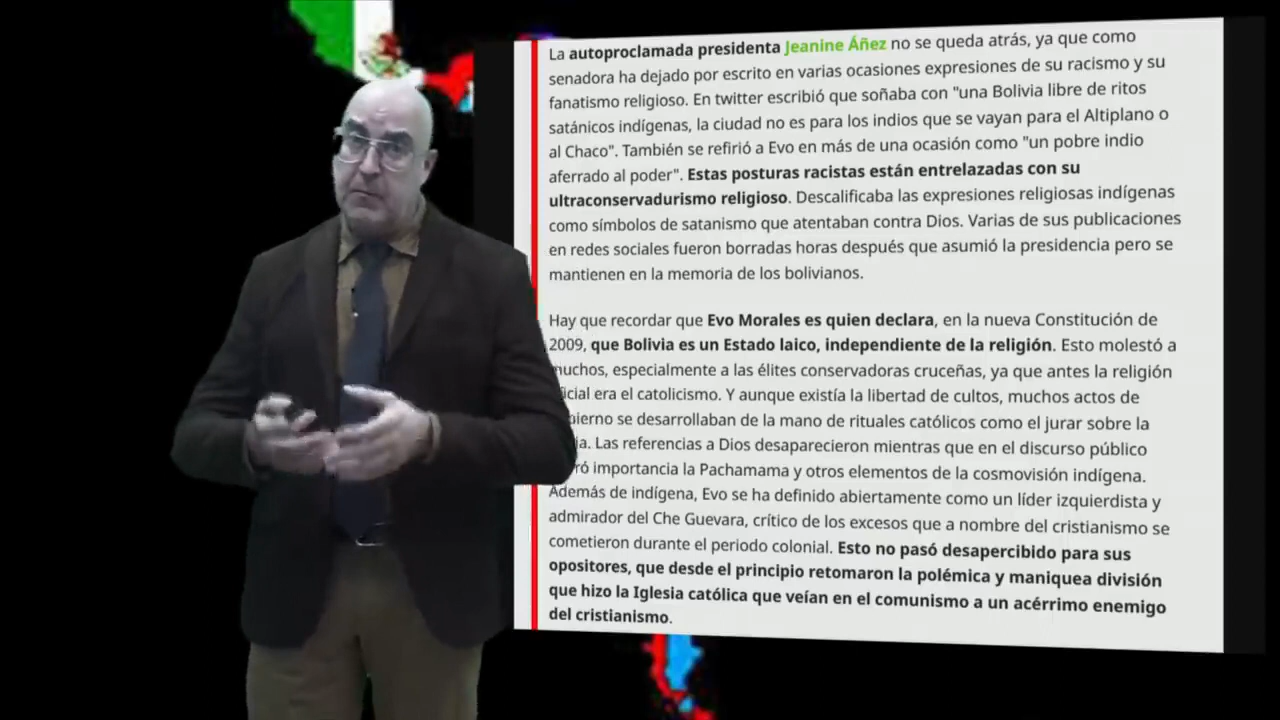 La autoproclamada presidenta Jeanine Áñez no se queda atrás, ya que como
senadora ha dejado por escrito en varias ocasiones expresiones de su racismo y su
fanatismo religioso. En twitter escribió que soñaba con "una Bolivia libre de ritos
satánicos indígenas, la ciudad no es para los indios que se vayan para el Altiplano o
al Chaco". También se refirió a Evo en más de una ocasión como "un pobre indio
aferrado al poder". Estas posturas racistas están entrelazadas con su
ultraconservadurismo religioso. Descalificaba las expresiones religiosas indígenas
como símbolos de satanismo que atentaban contra Dios. Varias de sus publicaciones
en redes sociales fueron borradas horas después que asumió la presidencia pero se
mantienen en la memoria de los bolivianos.
Hay que recordar que Evo Morales es quien declara, en la nueva Constitución de
2009, que Bolivia es un Estado laico, independiente de la religión. Esto molestó a
muchos, especialmente a las élites conservadoras cruceñas, ya que antes la religión
era el catolicismo. Y aunque existía la libertad de cultos, muchos actos de
se desarrollaban de la mano de rituales católicos como el jurar sobre la
Las referencias a Dios desaparecieron mientras que en el discurso público
importancia la Pachamama y otros elementos de la cosmovisión indígena.
Además de indígena, Evo se ha definido abiertamente como un líder izquierdista y
admirador del Che Guevara, crítico de los excesos que a nombre del cristianismo se
cometieron durante el periodo colonial. Esto no pasó desapercibido para sus
opositores, que desde el principio retomaron la polémica y maniquea división
que hizo la Iglesia católica que veían en el comunismo a un acérrimo enemigo
del cristianismo.